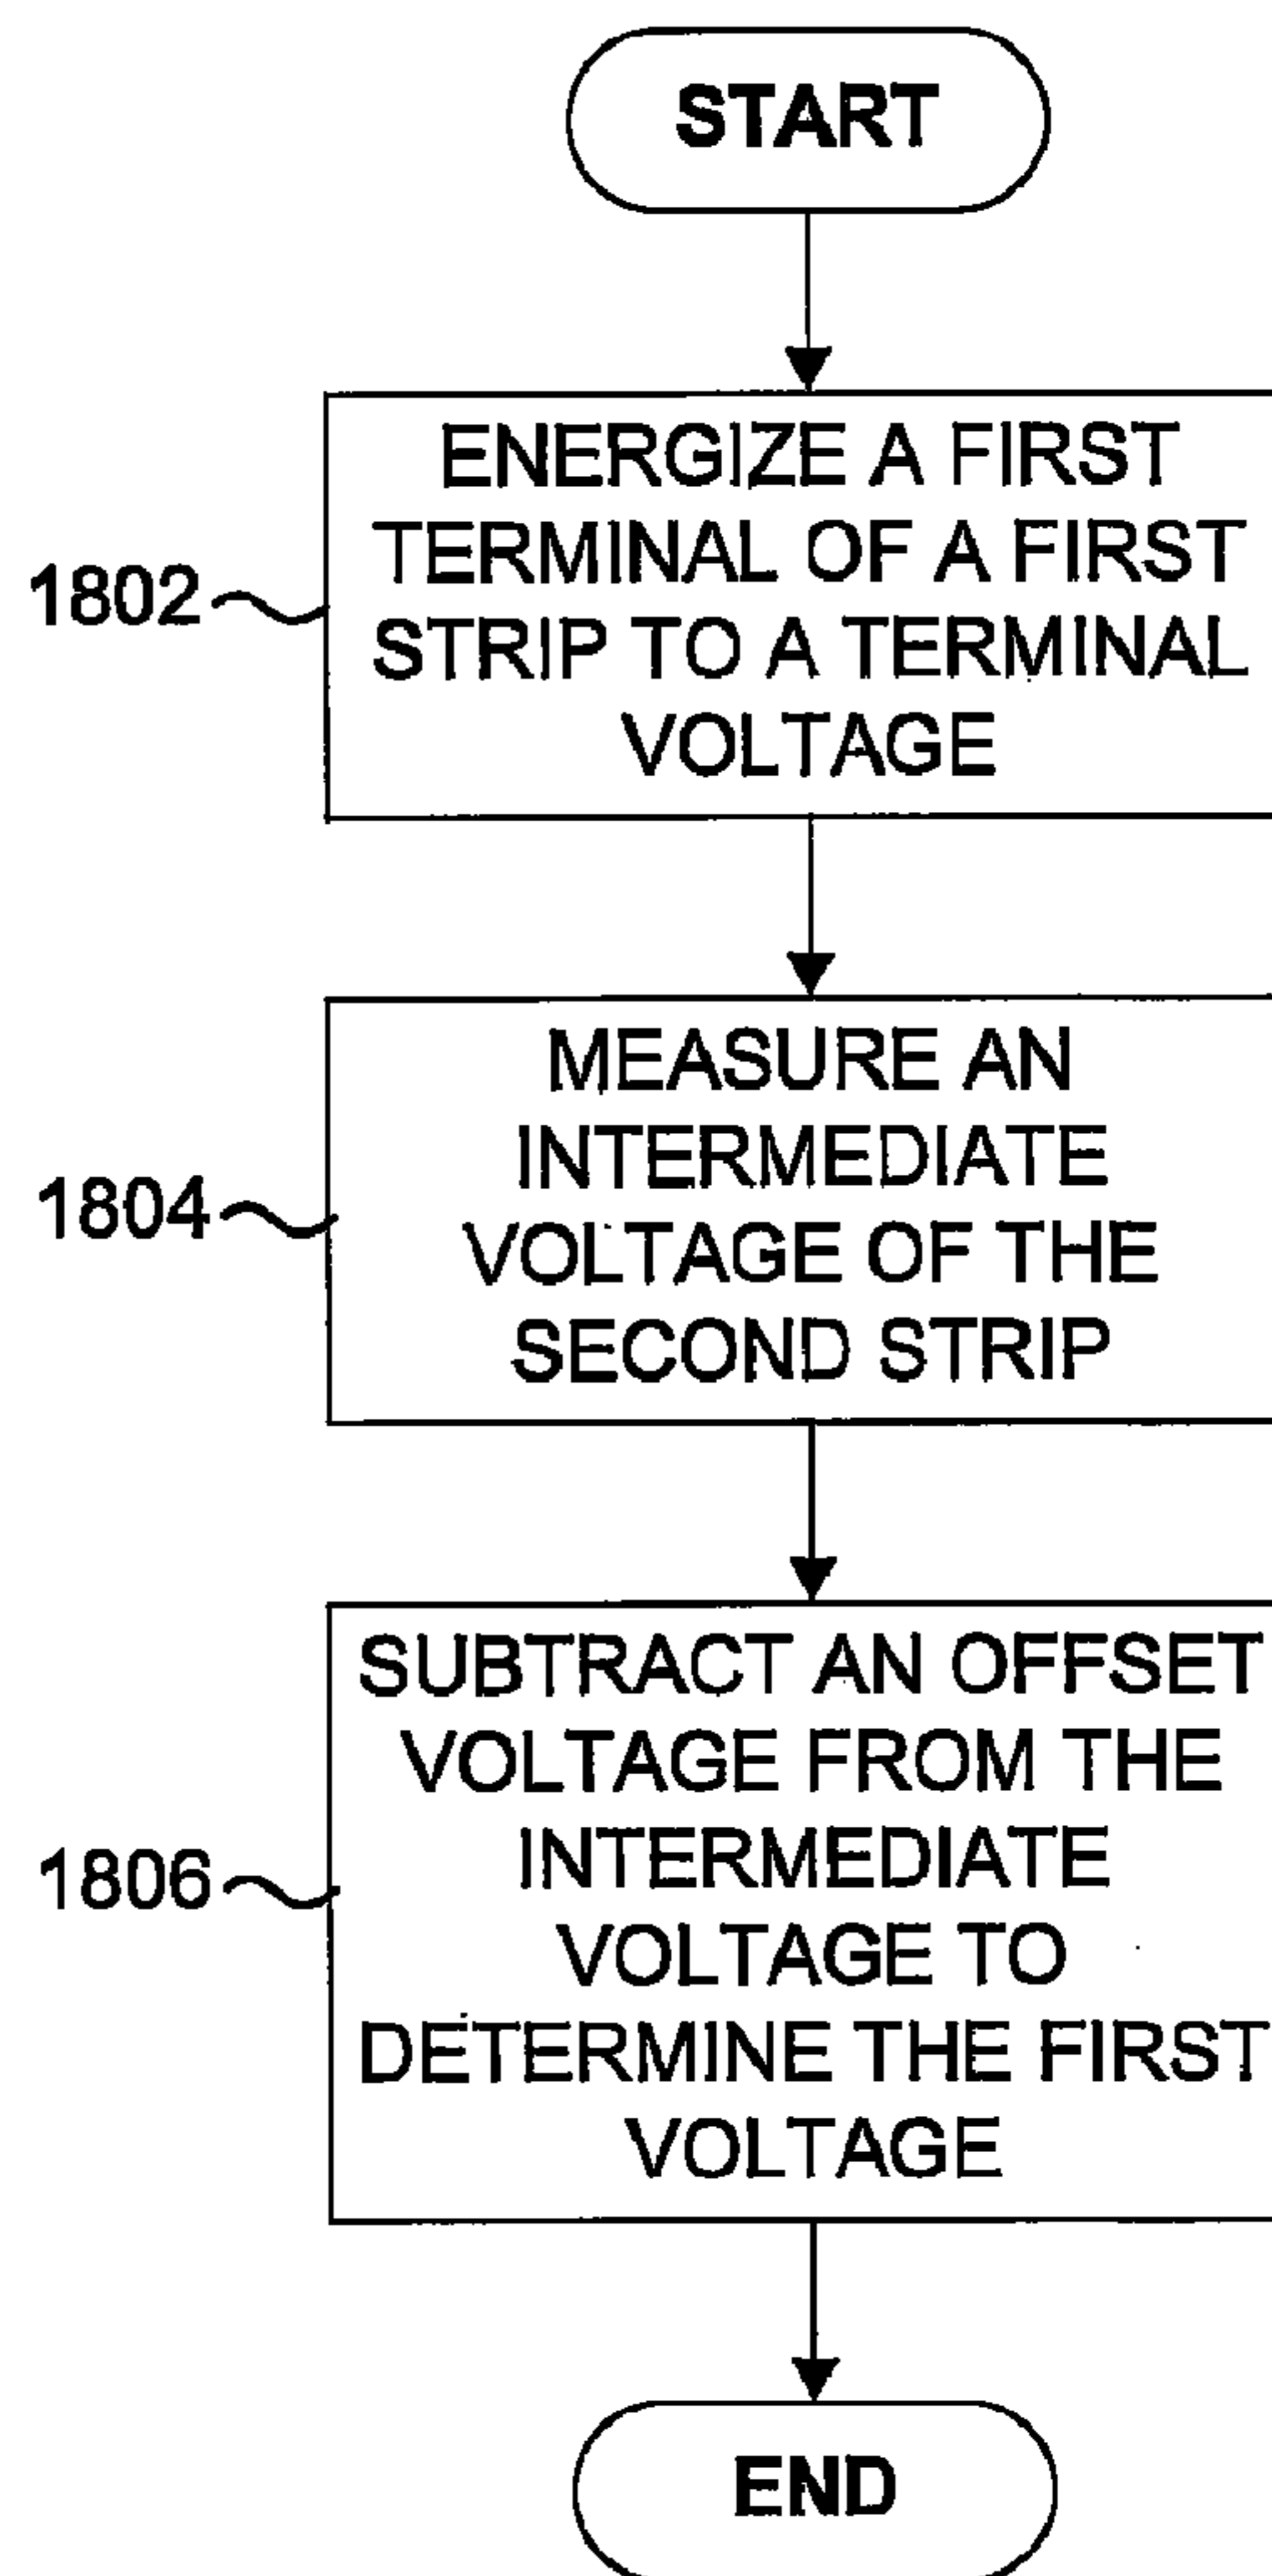 START
ENERGIZE A FIRST
TERMINAL OF A FIRST
STRIP TO A TERMINAL
VOLTAGE
1802
MEASURE AN
INTERMEDIATE
VOLTAGE OF THE
SECOND STRIP
1804
SUBTRACT AN OFFSET
VOLTAGE FROM THE
INTERMEDIATE
VOLTAGE TO
DETERMINE THE FIRST
VOLTAGE
1806
END